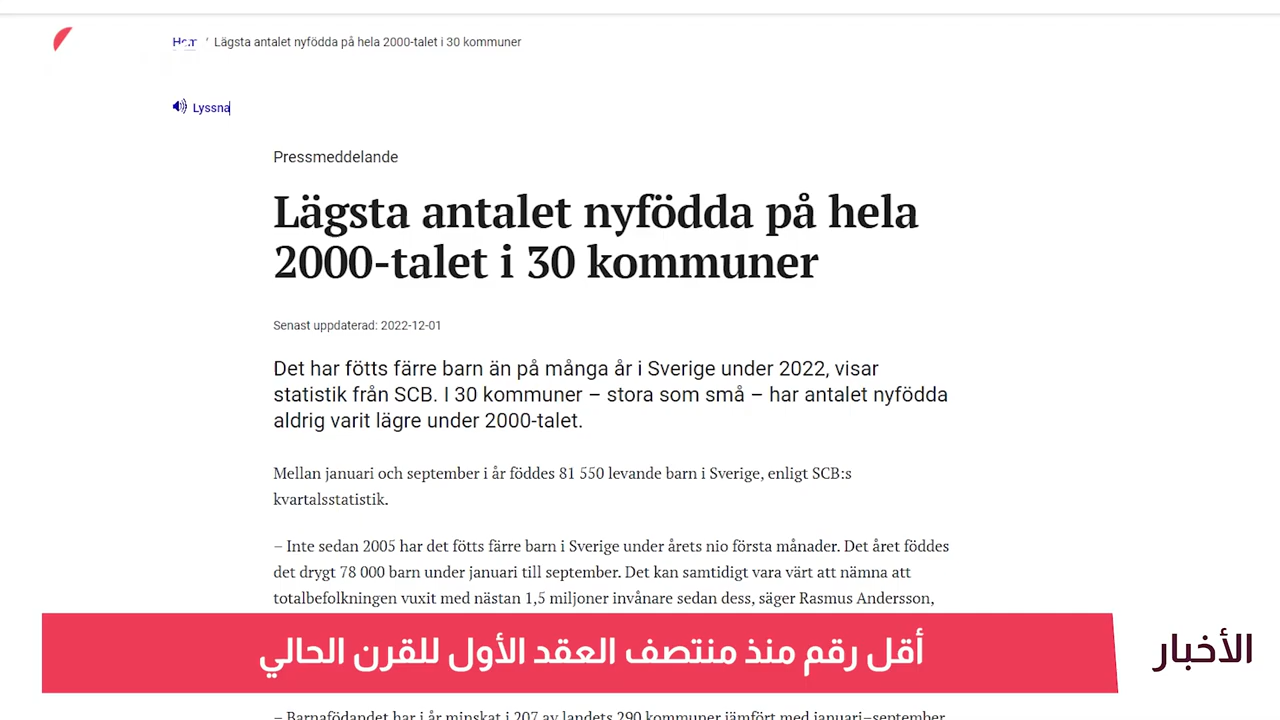 / Lägsta antalet nyfödda på hela 2000-talet i 30 kommuner
Lyssna
Pressmeddelande
Lägsta antalet nyfödda på hela
2000-talet i 30 kommuner
Senast uppdaterad: 2022-12-01
Det har fötts färre barn än på många år i Sverige under 2022, visar
statistik från SCB. I 30 kommuner – stora som små – har antalet nyfödda
aldrig varit lägre under 2000-talet.
Mellan januari och september i år föddes 81 550 levande barn i Sverige, enligt SCB:s
kvartalsstatistik.
– Inte sedan 2005 har det fötts färre barn i Sverige under årets nio första månader. Det året föddes
det drygt 78 000 barn under januari till september. Det kan samtidigt vara värt att nämna att
totalbefolkningen vuxit med nästan 1,5 miljoner invånare sedan dess, säger Rasmus Andersson,
أقل رقم منذ منتصف العقد الأول للقرن الحالي
الأخبار
– Barnafödandet har i år minskat i 207 av landets 290 kommuner jämfört med januari–september